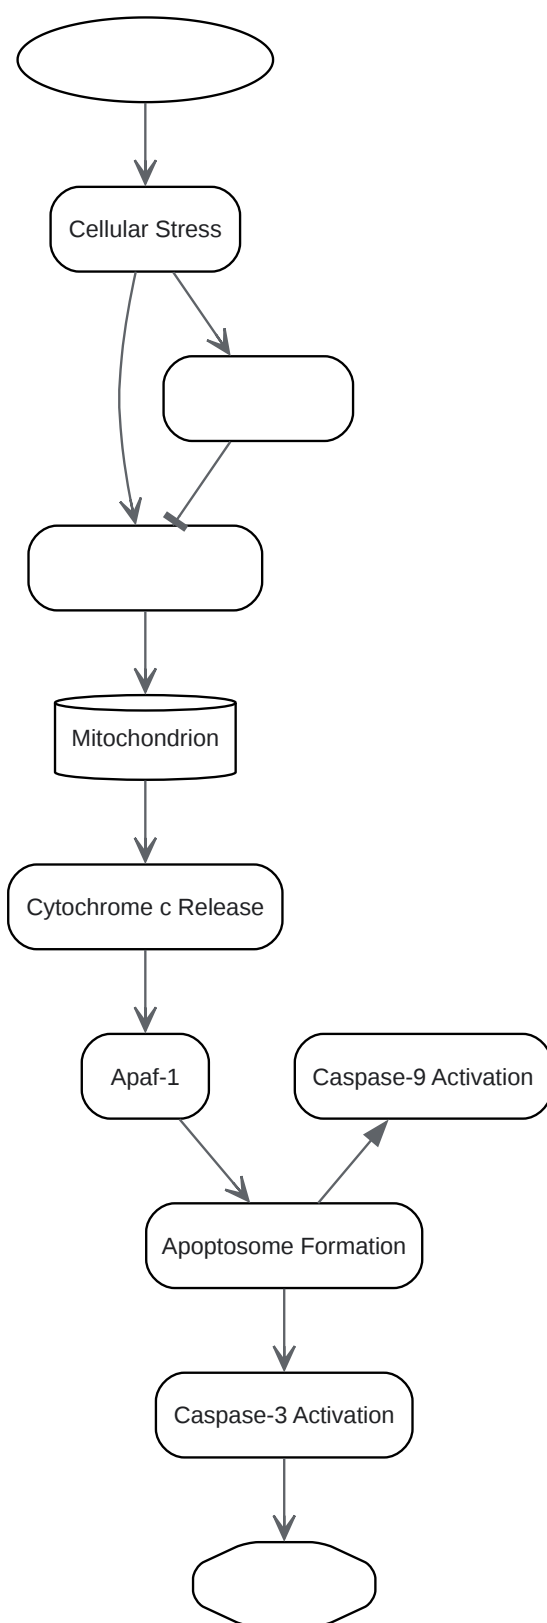 Cellular Stress
Mitochondrion
Cytochrome c Release
Apaf-1
Caspase-9 Activation
Apoptosome Formation
Caspase-3 Activation